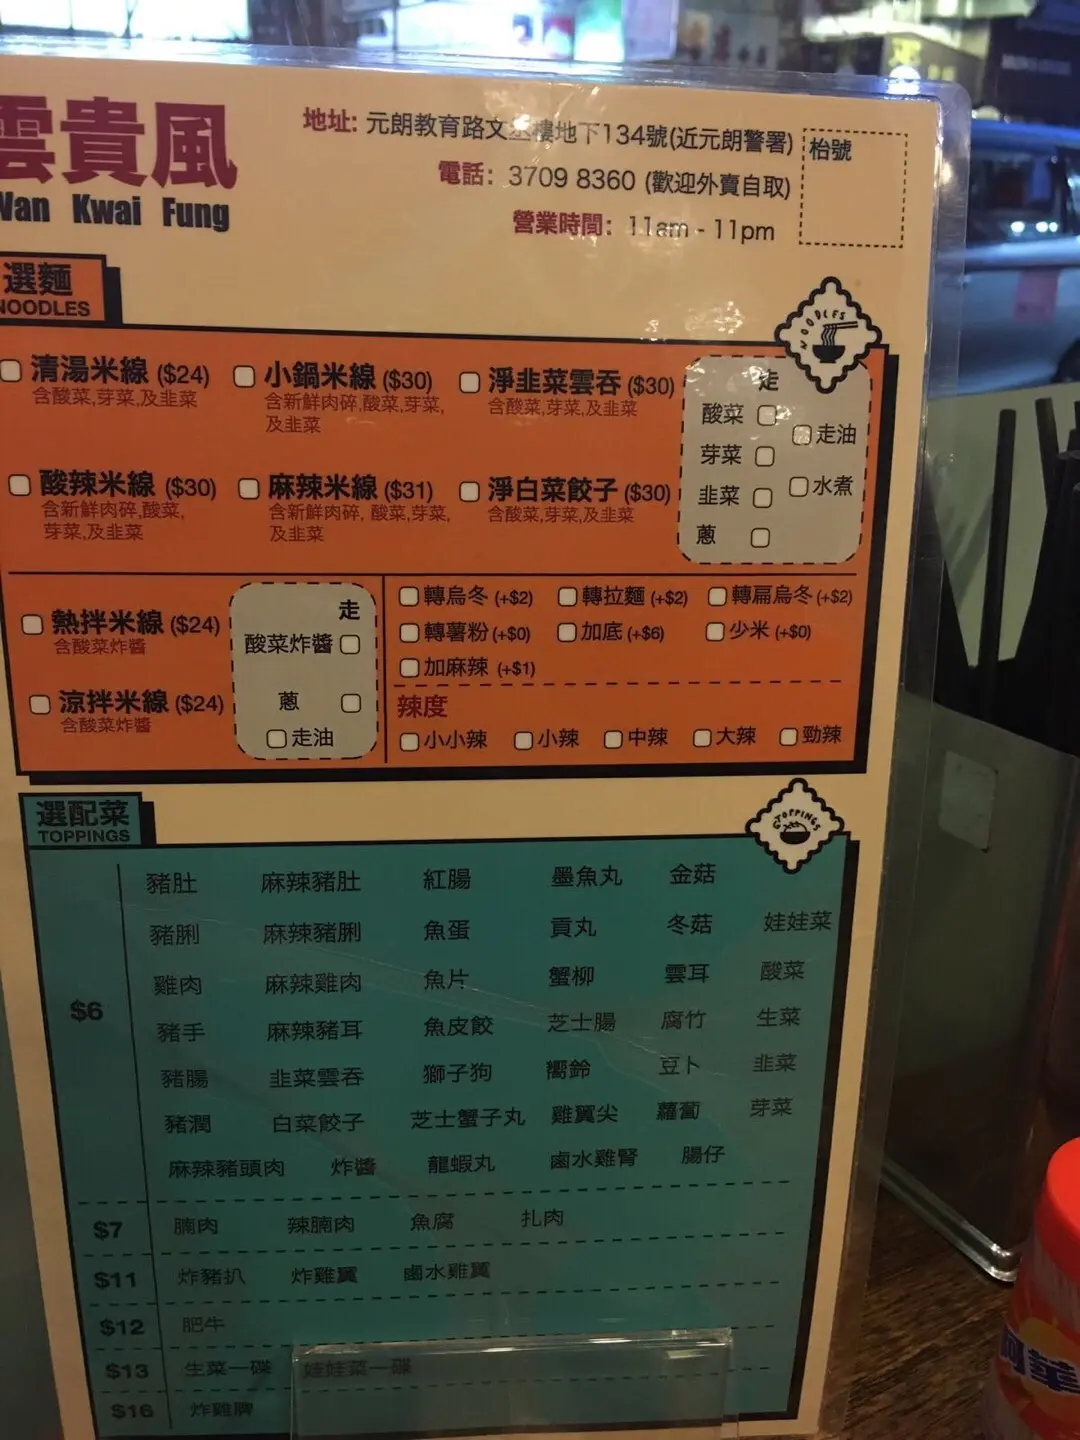 雲貴風
地址: 元朗教育路文丞樓地下134號(近元朗警署)
枱號
電話: 3709 8360 (歡迎外賣自取)
Wan Kwai Fung
營業時間: 11am - 11pm
選麵
NOODLES
NOODLES
清湯米線 ($24) 小鍋米線 ($30) 淨韭菜雲吞 ($30)
含酸菜,芽菜,及韭菜 含新鮮肉碎,酸菜,芽菜, 含酸菜,芽菜,及韭菜
及韭菜
酸辣米線 ($30) 麻辣米線 ($31) 淨白菜餃子 ($30)
含新鮮肉碎,酸菜, 含新鮮肉碎, 酸菜,芽菜, 含酸菜,芽菜,及韭菜
芽菜,及韭菜 及韭菜
走
酸菜
走油
芽菜
韭菜 水煮
蔥
熱拌米線 ($24)
含酸菜炸醬
涼拌米線 ($24)
含酸菜炸醬
走
酸菜炸醬
蔥
走油
轉烏冬 (+$2) 轉拉麵 (+$2) 轉扁烏冬 (+$2)
轉薯粉 (+$0) 加底 (+$6) 少米 (+$0)
加麻辣 (+$1)
辣度
小小辣 小辣 中辣 大辣 勁辣
選配菜
TOPPINGS
TOPPINGS
$6
豬肚 麻辣豬肚 紅腸 墨魚丸 金菇
豬脷 麻辣豬脷 魚蛋 貢丸 冬菇 娃娃菜
雞肉 麻辣雞肉 魚片 蟹柳 雲耳 酸菜
豬手 麻辣豬耳 魚皮餃 芝士腸 腐竹 生菜
豬腸 韭菜雲吞 獅子狗 嚮鈴 豆卜 韭菜
豬潤 白菜餃子 芝士蟹子丸 雞翼尖 蘿蔔 芽菜
麻辣豬頭肉 炸醬 龍蝦丸 鹵水雞腎 腸仔
$7 腩肉 辣腩肉 魚腐 扎肉
$11 炸豬扒 炸雞翼 鹵水雞翼
$12 肥牛
$13 生菜一碟 娃娃菜一碟
$16 炸雞脾